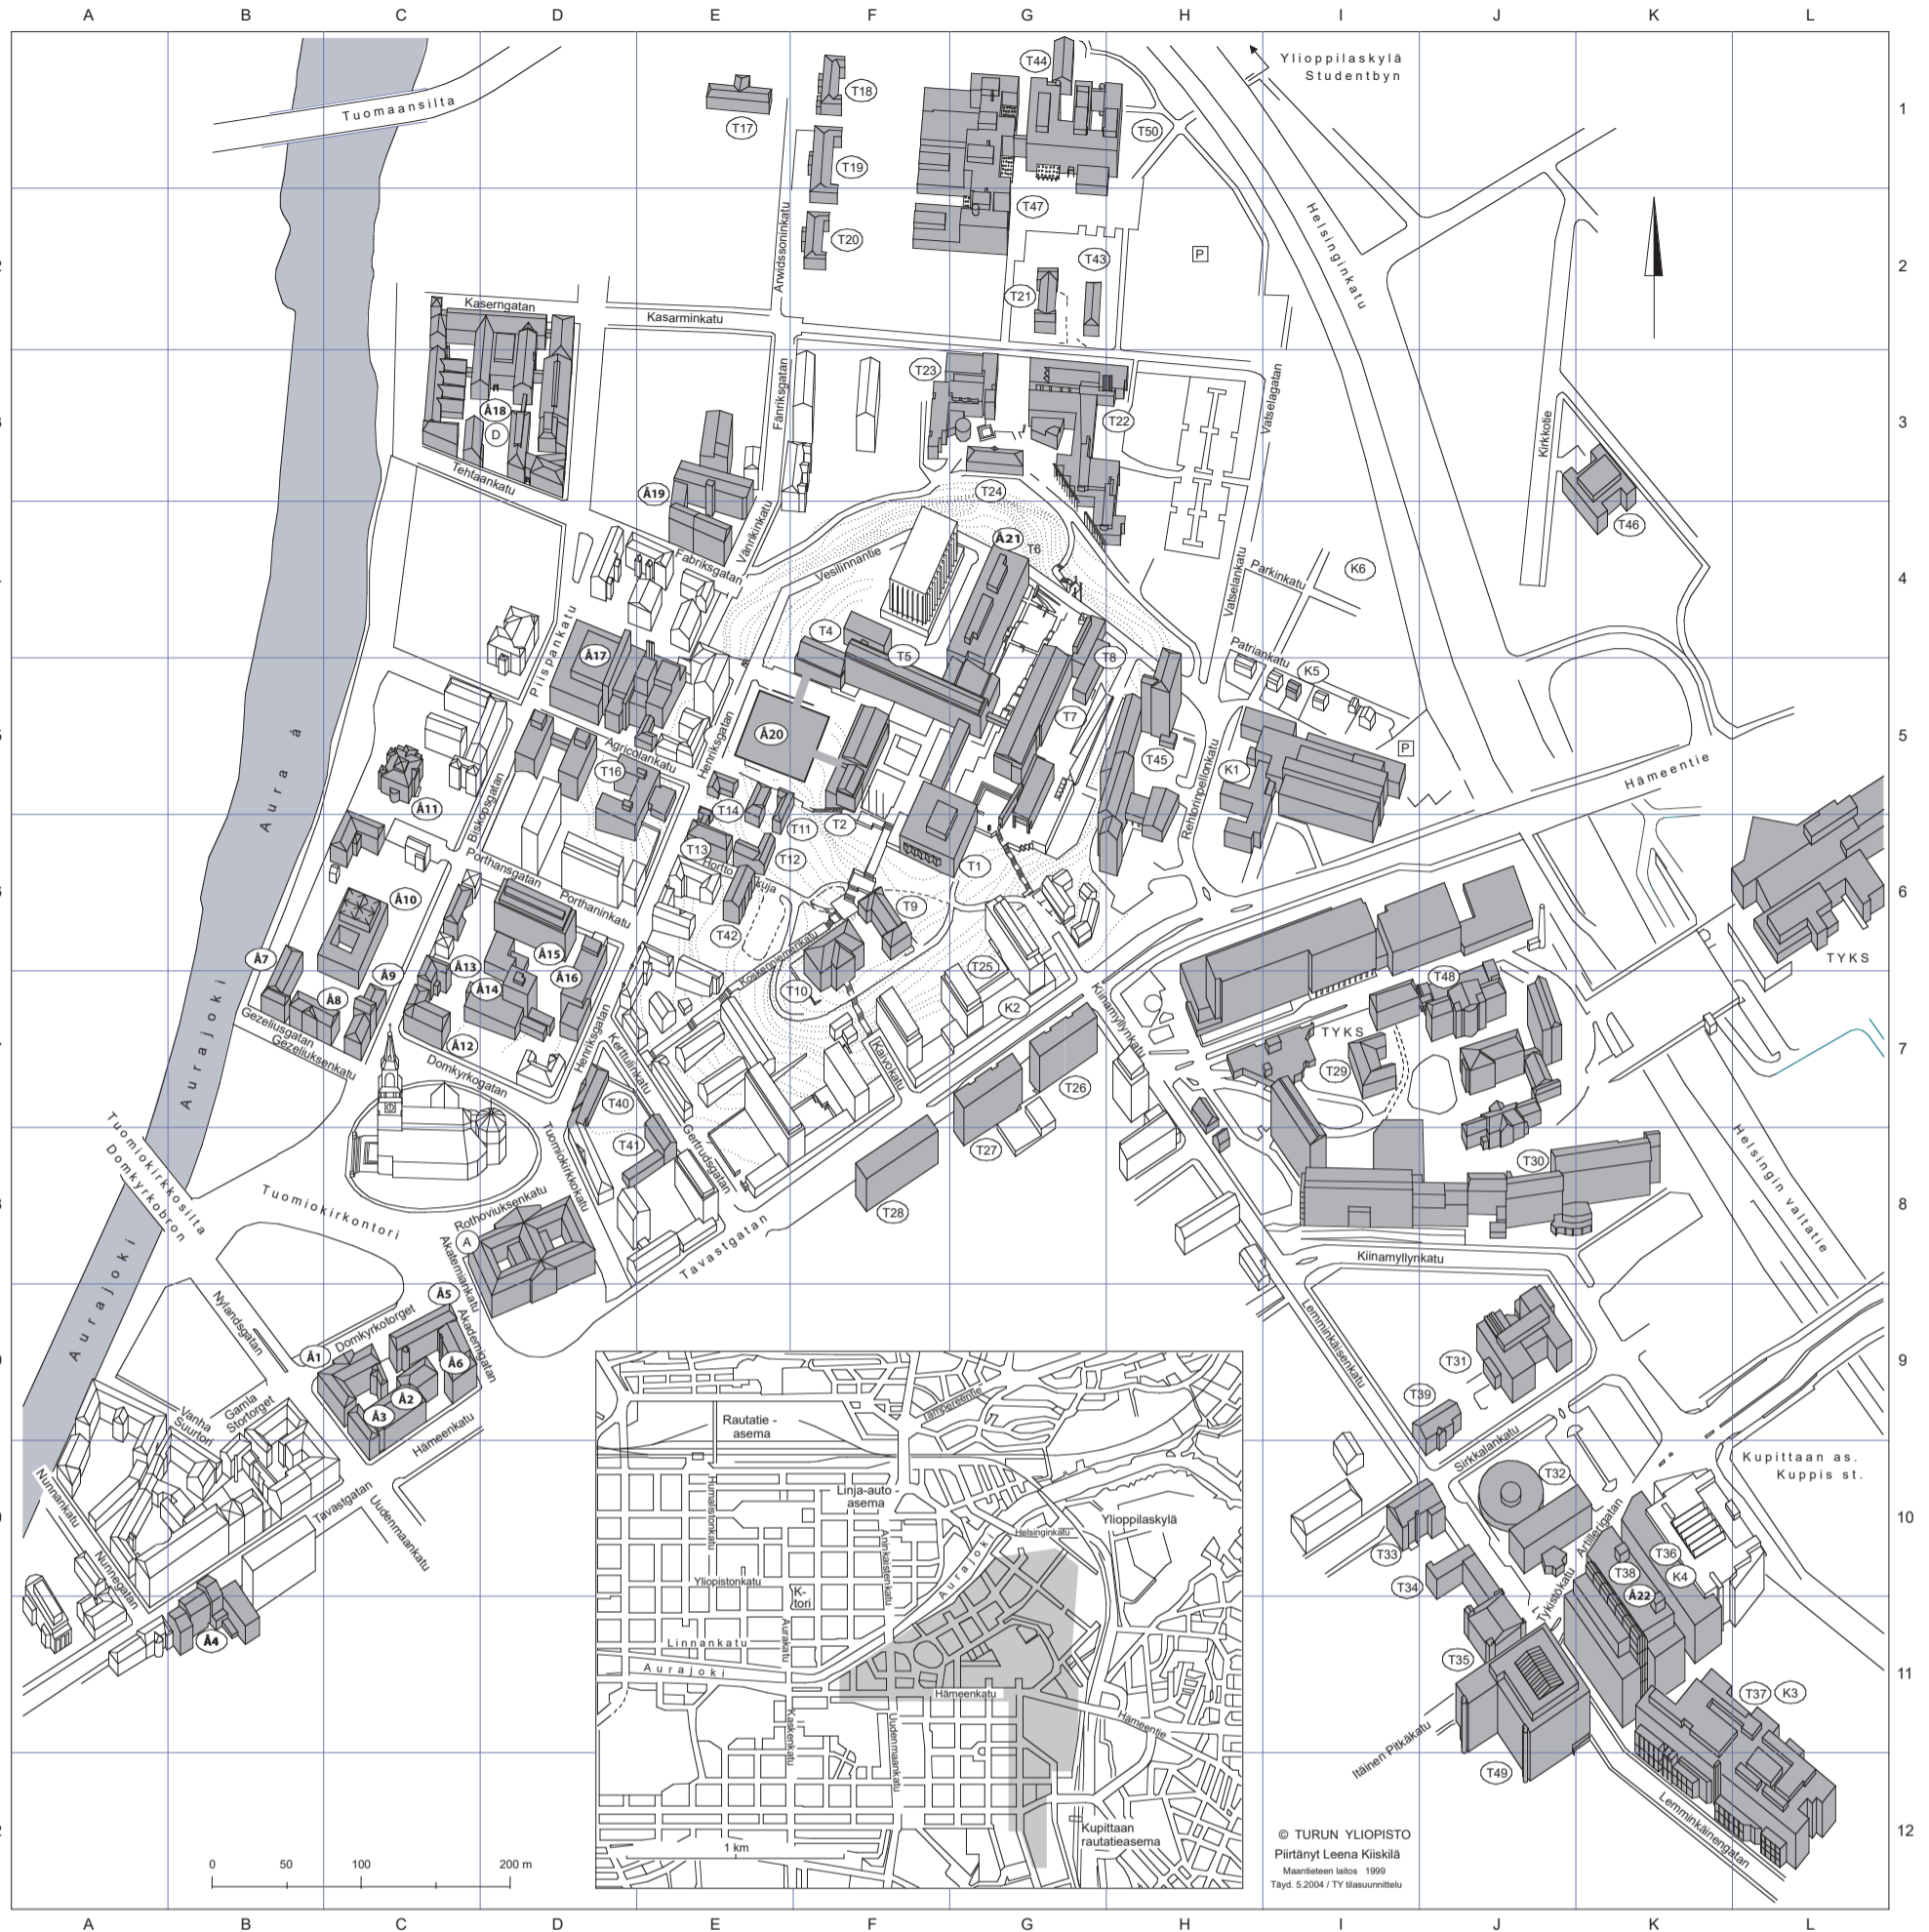 A B C D E F G H I J K L
Ylioppilaskylä
Studentbyn
Tuomaansilta
T17
T18
T19
T20
T44
T50
T47
T43
T21
1
2
Helsinginkatu
P
Arwidssoninkatu
Kaserngatan
Kasarminkatu
Fänriksgatan
T23
T22
Vatselagatan
Kirkkotie
3
Å18
D
Tehtaankatu
Å19
T24
T46
Vänrikinkatu
Fabriksgatan
Vesilinnantie
Å21
T6
Parkinkatu
K6
Vatselankatu
4
Piispankatu
Å17
T4
T5
T8
Patriankatu
K5
T7
P
Å20
Henriksgatan
Agricolankatu
T16
T45
K1
Rehtorinpellonkatu
Hämeentie
5
Aura å
Å11
Biskopsgatan
T14
T11
T2
T13
T12
T1
Hortto
kuja
Porthansgatan
Porthaninkatu
Å10
T9
T42
6
Koskenniemenkatu
Å7
Å9
Å13
Å15
Å16
Å14
Å8
T10
T25
K2
T48
TYKS
TYKS
Gezeliusgatan
Gezeliuksenkatu
Å12
Domkyrkogatan
Henriksgatan
Kerttulinkatu
Kaivokatu
Kiinamyllynkatu
T26
T29
7
Aurajoki
T40
T41
T27
T30
Gertrudsgatan
Tuomiokirkkokatu
Tuomiokirkkosilta
Domkyrkobron
Tuomiokirkontori
Rothoviuksenkatu
T28
Helsingin valtatie
8
A
Akatemiankatu
Tavastgatan
Kiinamyllynkatu
Aurajoki
Nylandsgatan
Å5
Domkyrkotorget
Akademigatan
Å1
Å6
Å2
Å3
Lemminkäisenkatu
T31
T39
9
Vanha
Suurtori
Gamla
Stortorget
Hämeenkatu
Sirkkalankatu
Kupittaan as.
Kuppis st.
Nunnankatu
Tavastgatan
Uudenmaankatu
T32
Artillerigatan
T33
T36
T38
K4
T34
Å22
10
Nunnegatan
Å4
Tykistökatu
T35
T37
K3
11
Itäinen Pitkäkatu
T49
Lemminkäinengatan
12
Rautatie -
asema
Tampereentie
Humalistonkatu
Linja-auto -
asema
Aninkaistenkatu
Helsinginkatu
Ylioppilaskylä
Aurajoki
Yliopistonkatu
K-
tori
Aurakatu
Linnankatu
Aurajoki
Hämeenkatu
Hämeentie
Kaskenkatu
Uudenmaankatu
Kupittaan
rautatieasema
1 km
0 50 100 200 m
© TURUN YLIOPISTO
Piirtänyt Leena Kiiskilä
Maantieteen laitos 1999
Täyd. 5.2004 / TY tilasuunnittelu
A B C D E F G H I J K L